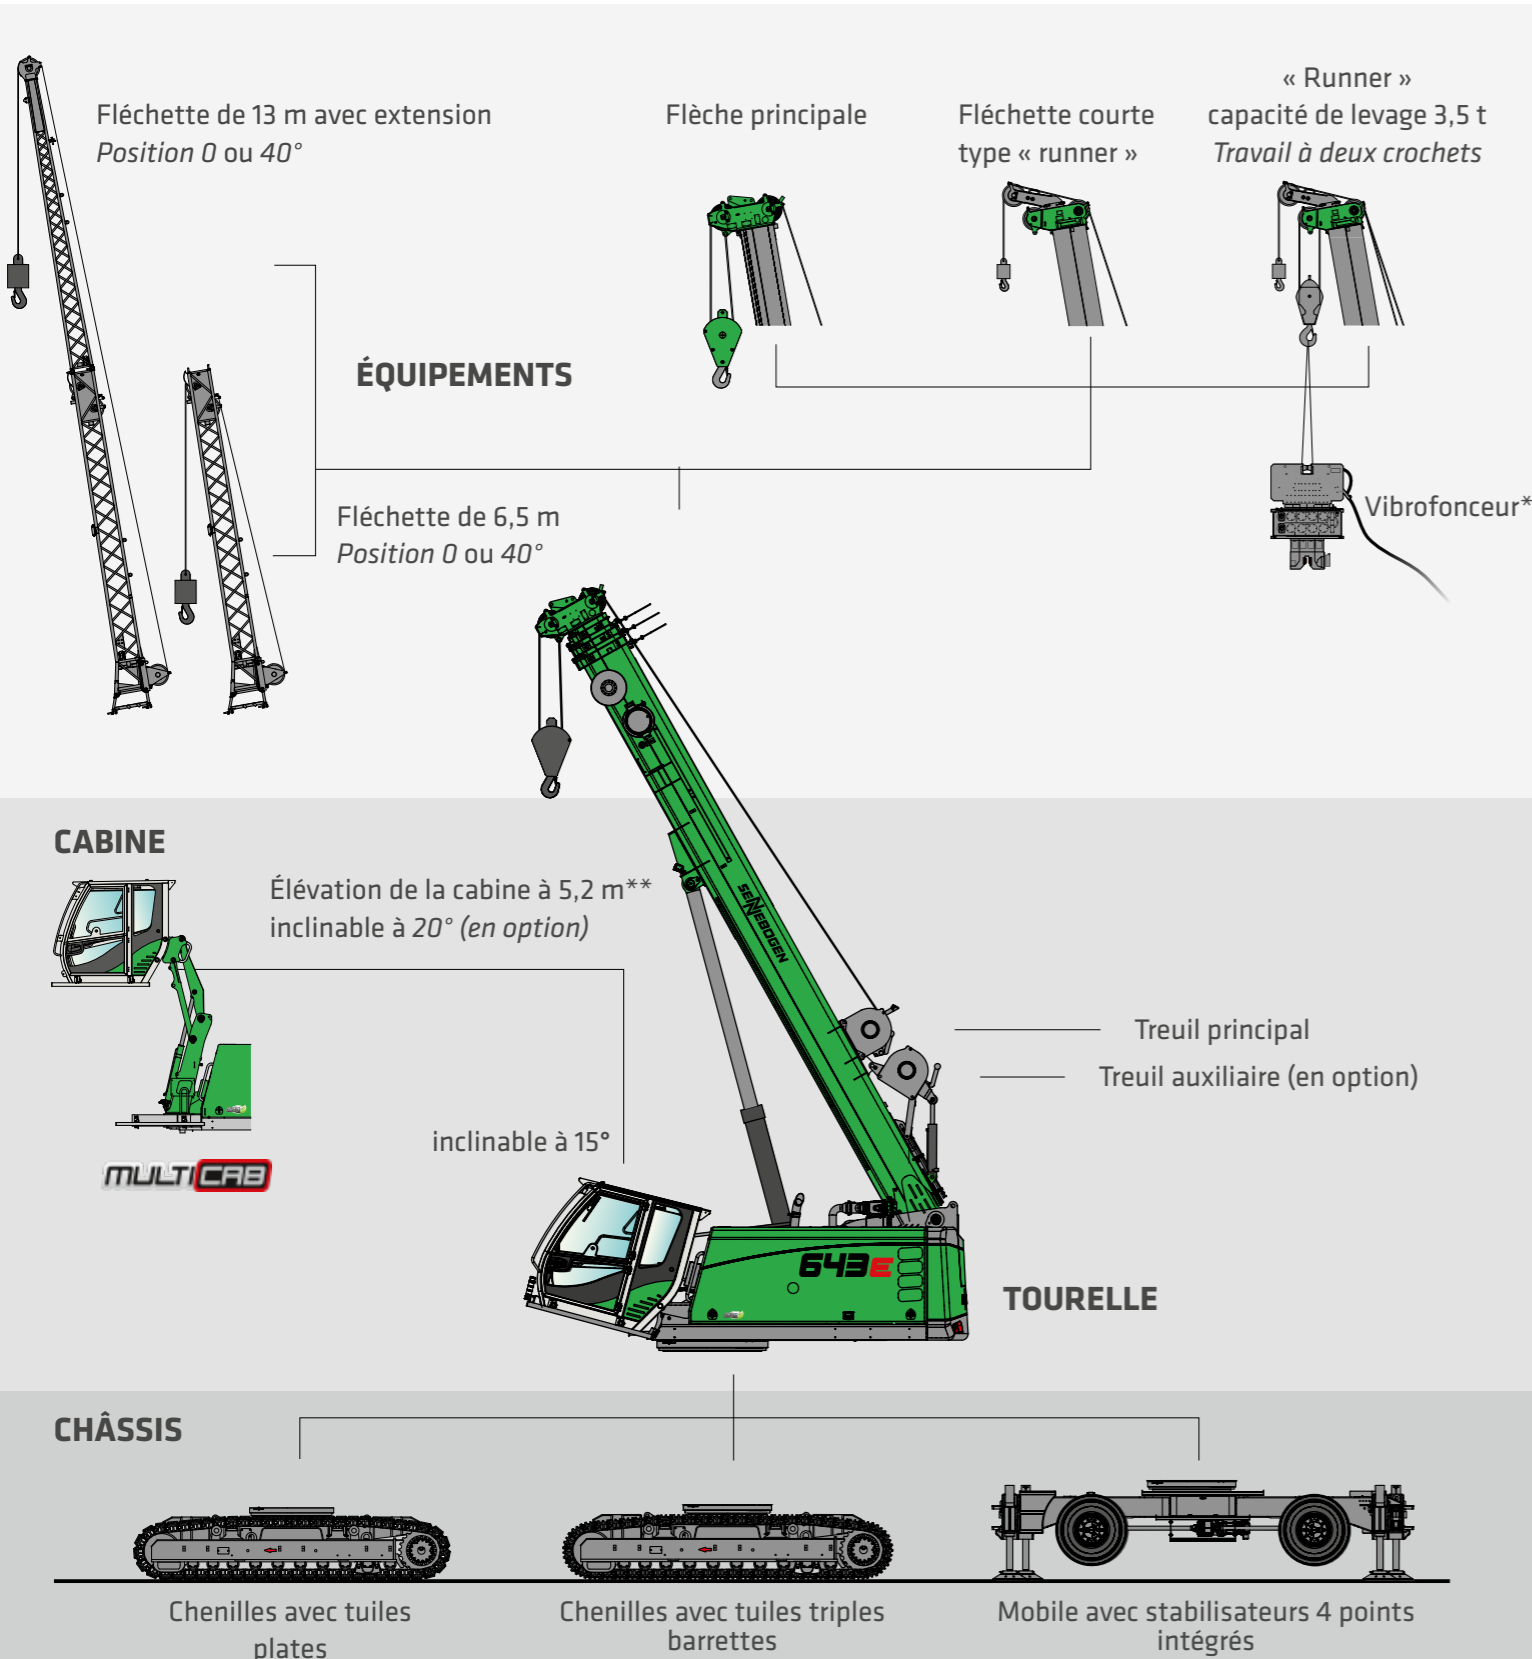 Fléchette de 13 m avec extension
Position 0 ou 40°
Flèche principale
Fléchette courte
type « runner »
« Runner »
capacité de levage 3,5 t
Travail à deux crochets
ÉQUIPEMENTS
Fléchette de 6,5 m
Position 0 ou 40°
Vibrofonceur*
CABINE
Élévation de la cabine à 5,2 m**
inclinable à 20° (en option)
SENNEBOGEN
Treuil principal
Treuil auxiliaire (en option)
inclinable à 15°
MULTICAB
643E
TOURELLE
CHÂSSIS
Chenilles avec tuiles
plates
Chenilles avec tuiles triples
barrettes
Mobile avec stabilisateurs 4 points
intégrés